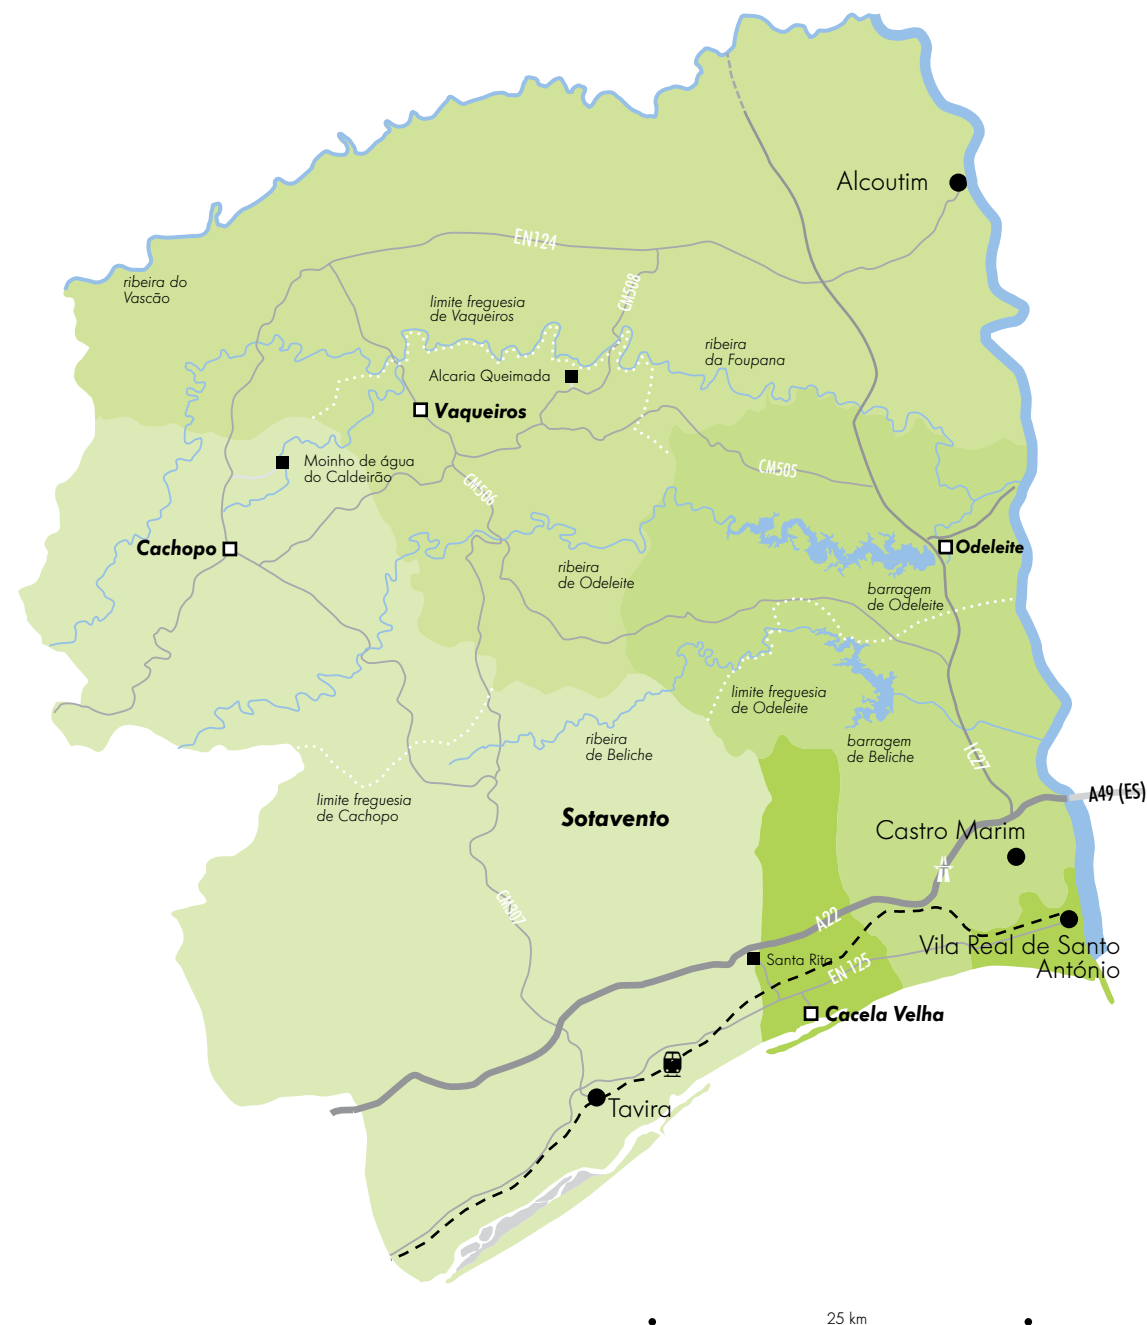 Alcoutim
EN124
ribeira do
Vascão
CM508
limite freguesia
de Vaqueiros
ribeira
da Foupana
Alcaria Queimada
Vaqueiros
Moinho de água
do Caldeirão
CM505
CM506
Cachopo
Odeleite
ribeira
de Odeleite
barragem
de Odeleite
limite freguesia
de Odeleite
ribeira
de Beliche
barragem
de Beliche
IC27
limite freguesia
de Cachopo
A49 (ES)
Sotavento
Castro Marim
CM307
A22
Vila Real de Santo
António
Santa Rita
EN 125
Cacela Velha
Tavira
25 km